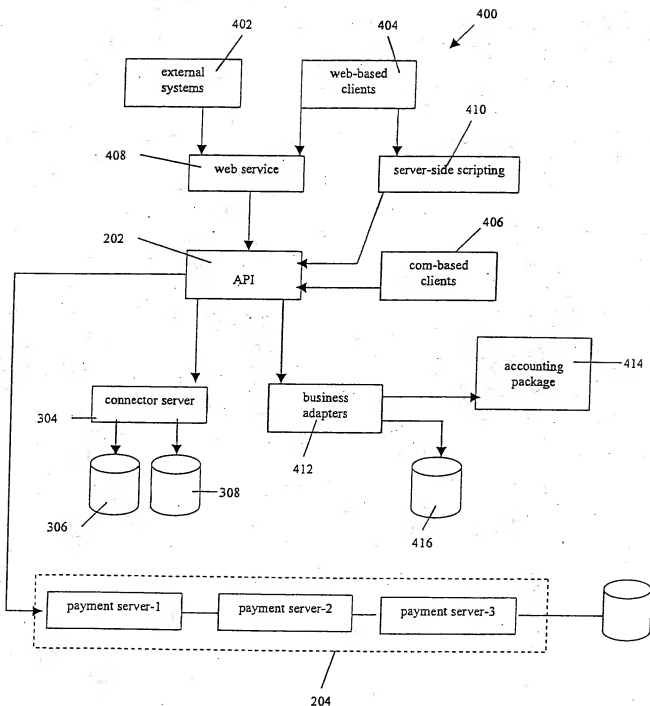 400
402
404
external
systems
web-based
clients
410
408
web service
server-side scripting
202
406
API
com-based
clients
accounting
package
414
connector server
business
adapters
304
412
308
306
416
payment server-1
payment server-2
payment server-3
204